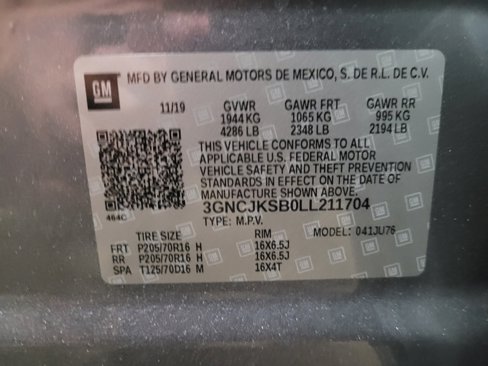 GM MFD BY GENERAL MOTORS DE MEXICO, S. DE R.L. DE C.V.
11/19 GVWR GAWR FRT GAWR RR
1944 KG 1065 KG 995 KG
4286 LB 2348 LB 2194 LB
THIS VEHICLE CONFORMS TO ALL
APPLICABLE U.S. FEDERAL MOTOR
VEHICLE SAFETY AND THEFT PREVENTION
STANDARDS IN EFFECT ON THE DATE OF
MANUFACTURE SHOWN ABOVE.
464C 3GNCJKSB0LL211704
TYPE: M.P.V.
TIRE SIZE RIM MODEL: 041JU76
FRT P205/70R16 H 16X6.5J
RR P205/70R16 H 16X6.5J
SPA T125/70D16 M 16X4T